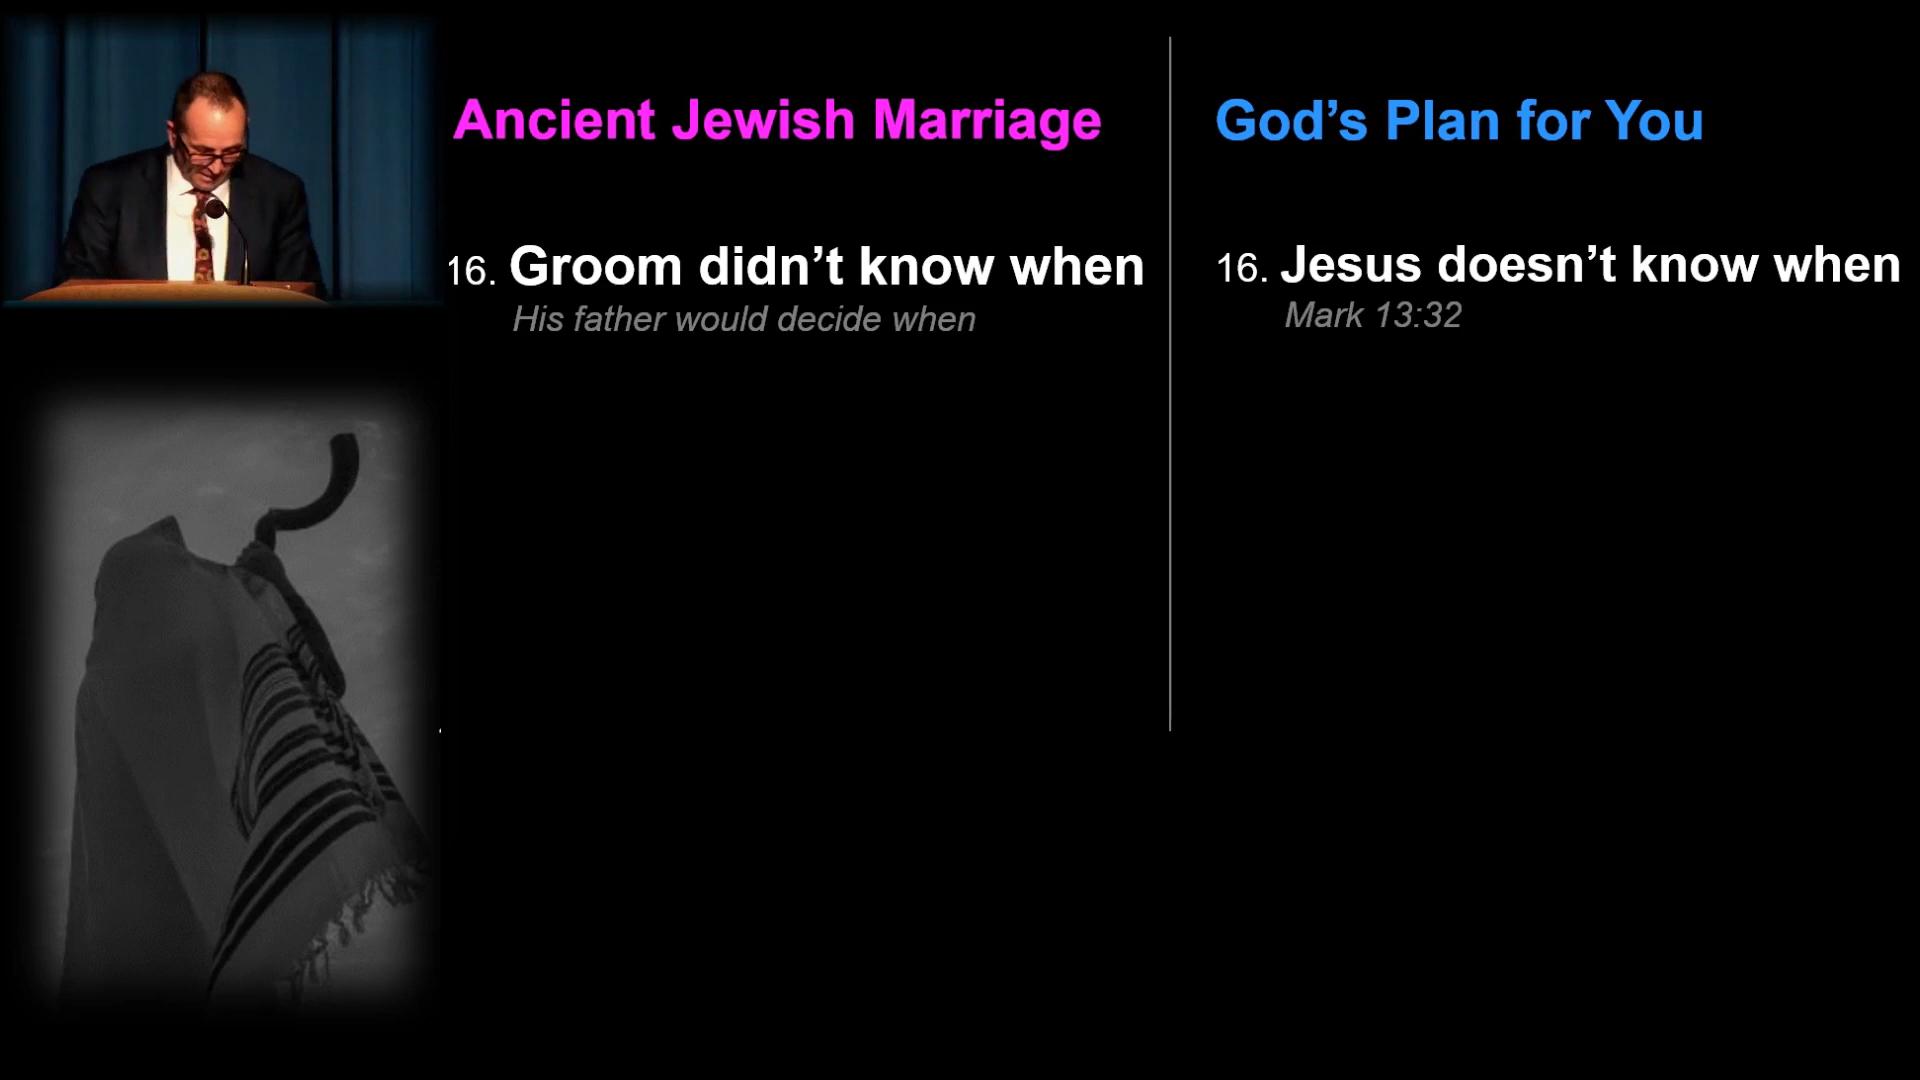 Ancient Jewish Marriage
16. Groom didn’t know when
His father would decide when
God’s Plan for You
16. Jesus doesn’t know when
Mark 13:32